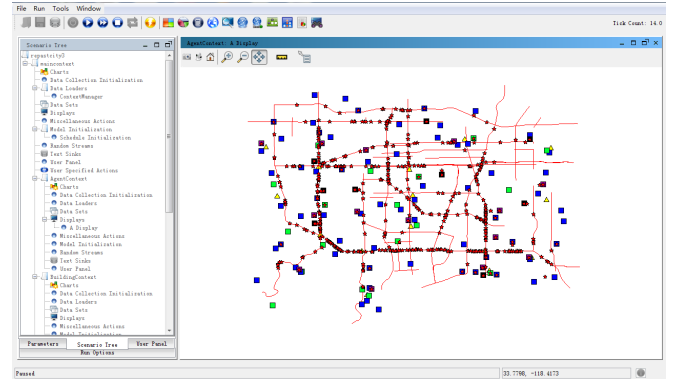 File Run Tools Window
Tick Count: 14.0
Scenario Tree
repastcity3
maincontext
Charts
Data Collection Initialization
Data Loaders
ContextManager
Data Sets
Displays
Miscellaneous Actions
Model Initialization
Schedule Initialization
Random Streams
Text Sinks
User Panel
User Specified Actions
AgentContext
Charts
Data Collection Initialization
Data Loaders
Data Sets
Displays
A Display
Miscellaneous Actions
Model Initialization
Random Streams
Text Sinks
User Panel
BuildingContext
Charts
Data Collection Initialization
Data Loaders
Data Sets
Displays
Miscellaneous Actions
Model Initialization
Parameters Scenario Tree User Panel
Run Options
AgentContext: A Display
Paused
33.7798, -118.4173